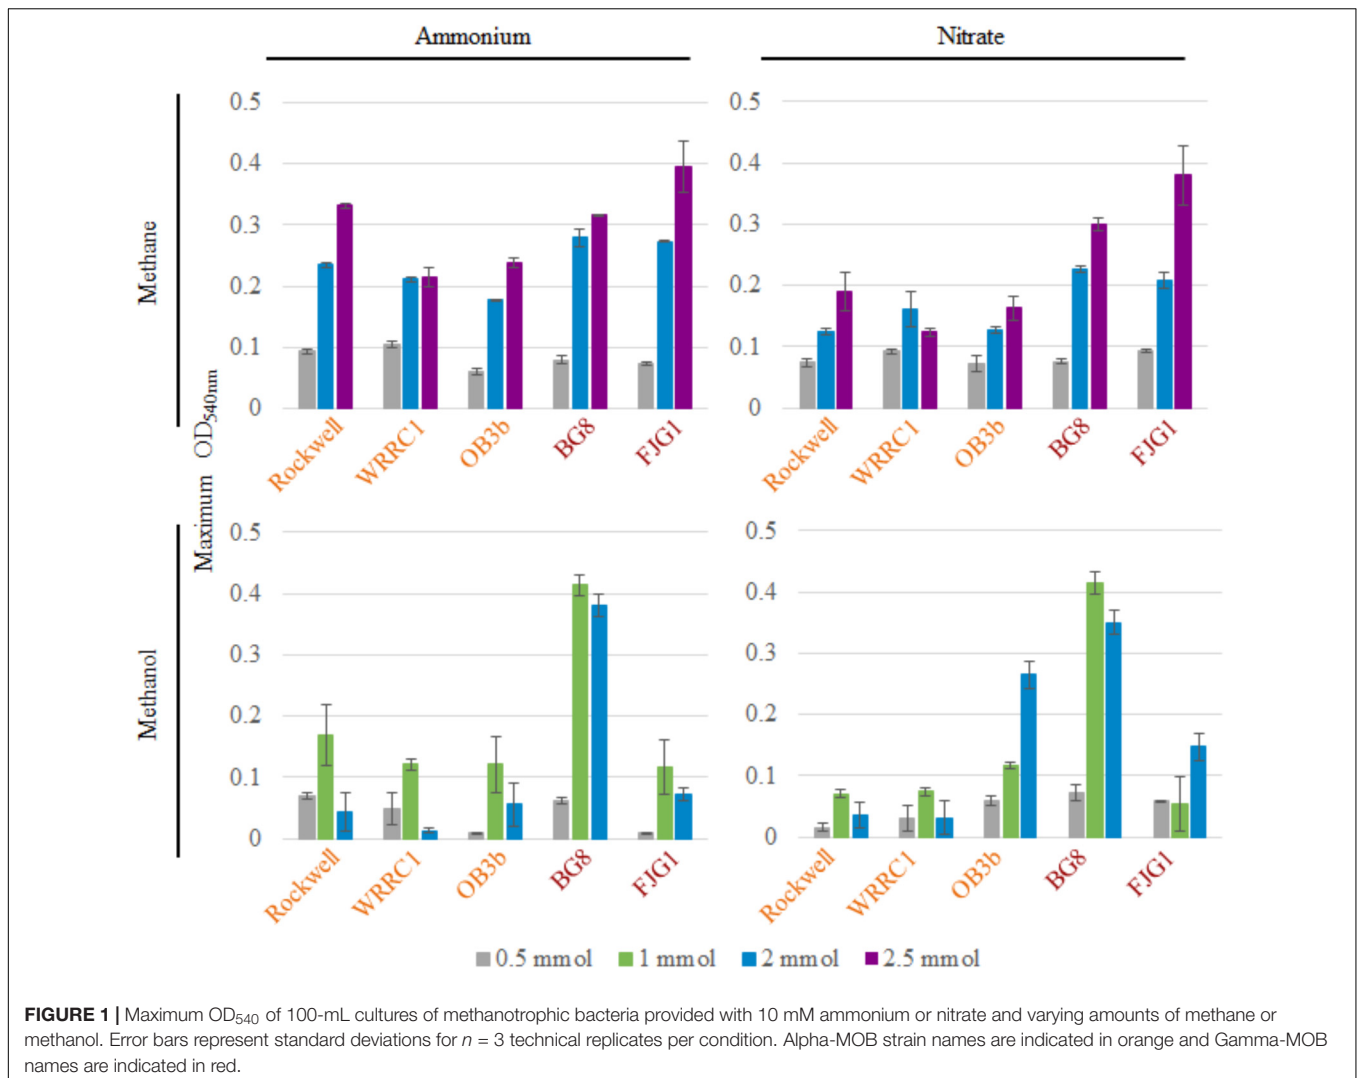 Ammonium
Nitrate
Methane
Methanol
Maximum OD540nm
0.5
0.4
0.3
0.2
0.1
0
Rockwell
WRRC1
OB3b
BG8
FJG1
0.5
0.4
0.3
0.2
0.1
0
Rockwell
WRRC1
OB3b
BG8
FJG1
0.5
0.4
0.3
0.2
0.1
0
Rockwell
WRRC1
OB3b
BG8
FJG1
0.5
0.4
0.3
0.2
0.1
0
Rockwell
WRRC1
OB3b
BG8
FJG1
0.5 mmol 1 mmol 2 mmol 2.5 mmol
FIGURE 1 | Maximum OD540 of 100-mL cultures of methanotrophic bacteria provided with 10 mM ammonium or nitrate and varying amounts of methane or
methanol. Error bars represent standard deviations for n = 3 technical replicates per condition. Alpha-MOB strain names are indicated in orange and Gamma-MOB
names are indicated in red.